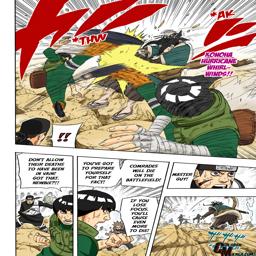 *AK
*THW
KONOHA
HURRICANE
WHIRL-
WINDS!!
!!
DON'T ALLOW
THEIR DEATHS
TO HAVE BEEN
IN VAIN!
GOT THAT,
NEWBIE?!!
YOU'VE GOT
TO PREPARE
YOURSELF
FOR THAT
FACT!
COMRADES
WILL DIE
ON THE
BATTLEFIELD!
MASTER
GUY!
IF YOU
LOSE
FOCUS,
YOU'LL
CAUSE
EVEN
MORE
TO DIE!